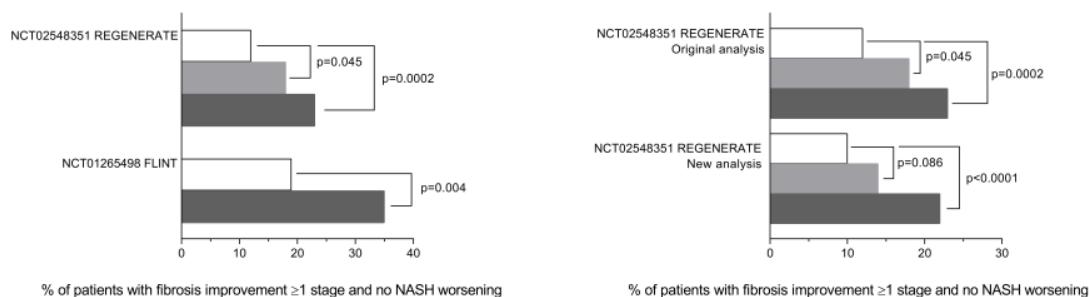 NCT02548351 REGENERATE
p=0.045
p=0.0002
NCT01265498 FLINT
p=0.004
0 10 20 30 40
% of patients with fibrosis improvement ≥1 stage and no NASH worsening
NCT02548351 REGENERATE
Original analysis
p=0.045
p=0.0002
NCT02548351 REGENERATE
New analysis
p=0.086
p<0.0001
0 10 20 30
% of patients with fibrosis improvement ≥1 stage and no NASH worsening